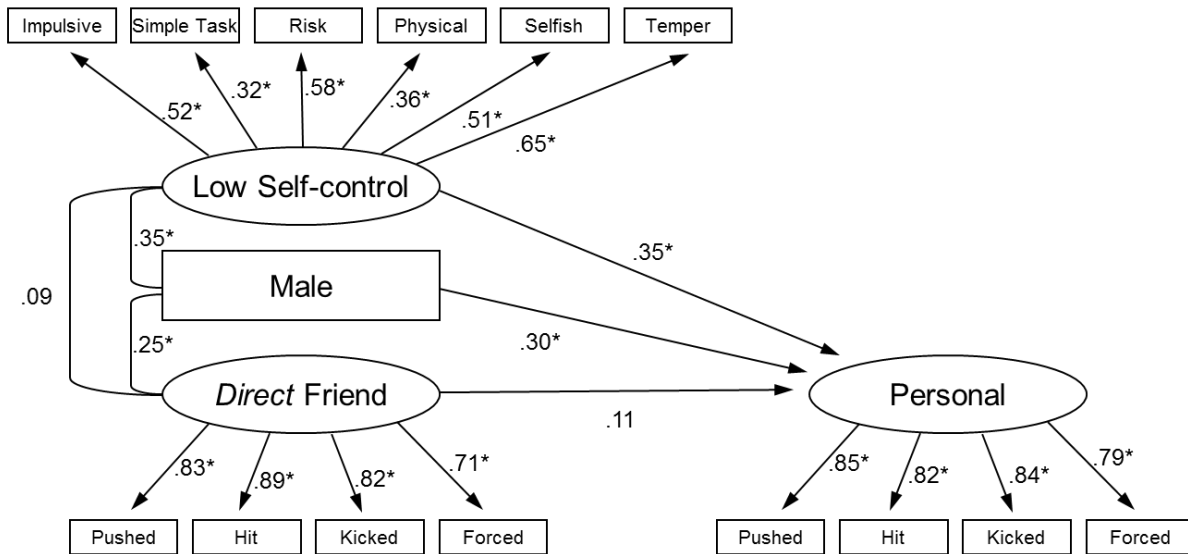 Impulsive
Simple Task
Risk
Physical
Selfish
Temper
.52*
.32*
.58*
.36*
.51*
.65*
Low Self-control
.35*
.35*
Male
.09
.30*
.25*
Direct Friend
.11
Personal
.83*
.89*
.82*
.71*
.85*
.82*
.84*
.79*
Pushed
Hit
Kicked
Forced
Pushed
Hit
Kicked
Forced